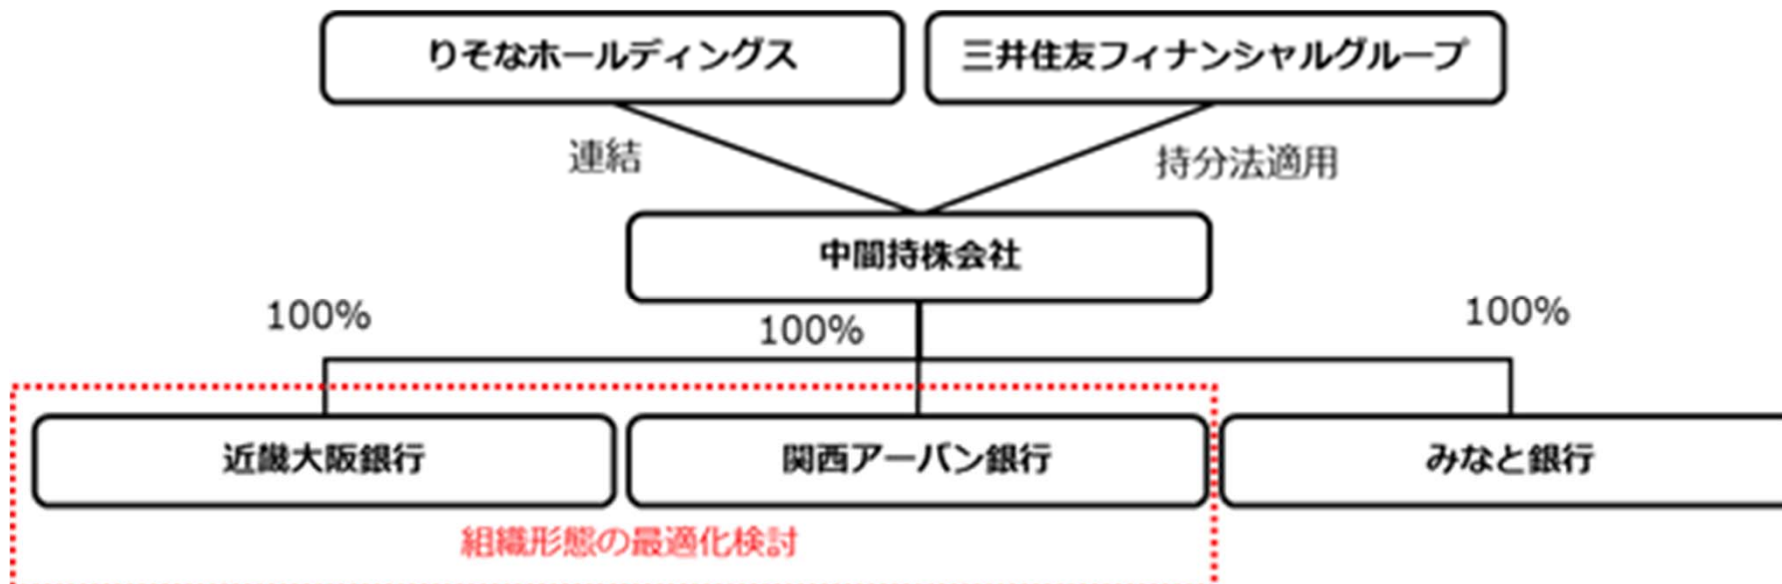 りそなホールディングス
三井住友フィナンシャルグループ
連結
持分法適用
中間持株会社
100%
100%
100%
近畿大阪銀行
関西アーバン銀行
みなと銀行
組織形態の最適化検討